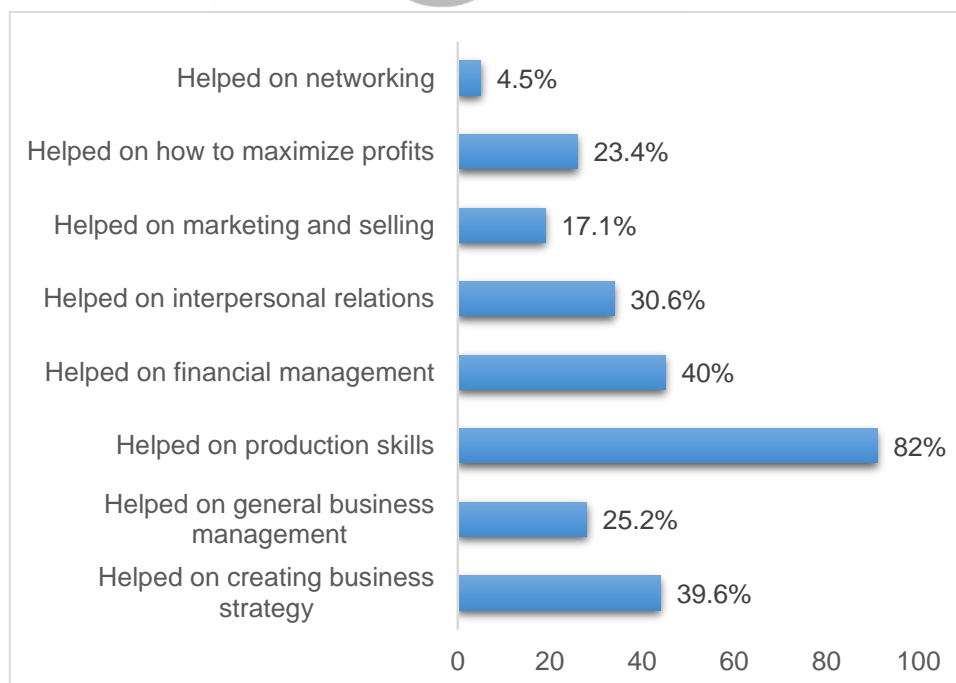 Helped on networking 4.5%
Helped on how to maximize profits 23.4%
Helped on marketing and selling 17.1%
Helped on interpersonal relations 30.6%
Helped on financial management 40%
Helped on production skills 82%
Helped on general business
management 25.2%
Helped on creating business
strategy 39.6%
0 20 40 60 80 100